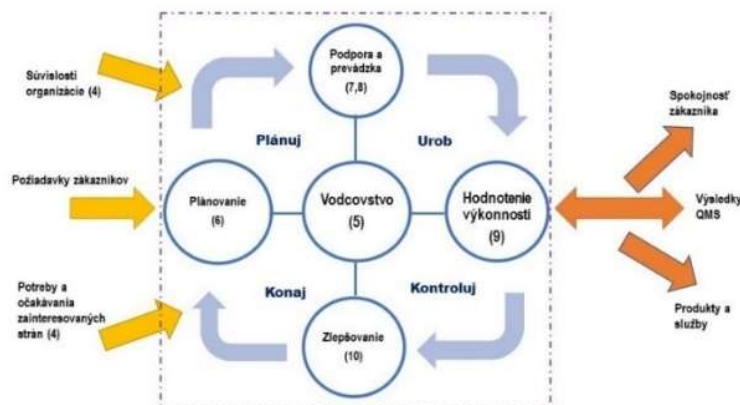 Súvislosti
organizácie (4)
Požiadavky zákazníkov
Potreby a
očakávania
zainteresovaných
strán (4)
Podpora a
prevádzka
(7,8)
Plánuj
Urob
Plánovanie
(6)
Vodcovstvo
(5)
Hodnotenie
výkonnosti
(9)
Konaj
Kontroluj
Zlepšovanie
(10)
Spokojnosť
zákazníka
Výsledky
QMS
Produkty a
služby